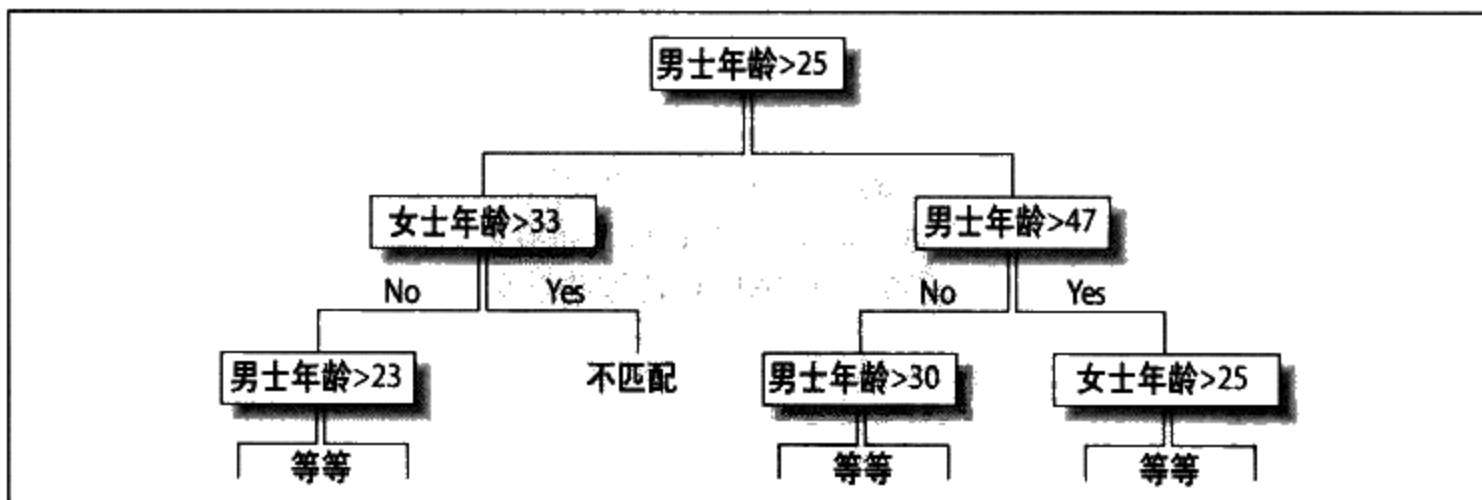 男士年龄>25
女士年龄>33
男士年龄>47
No
Yes
No
Yes
男士年龄>23
不匹配
男士年龄>30
女士年龄>25
等等
等等
等等